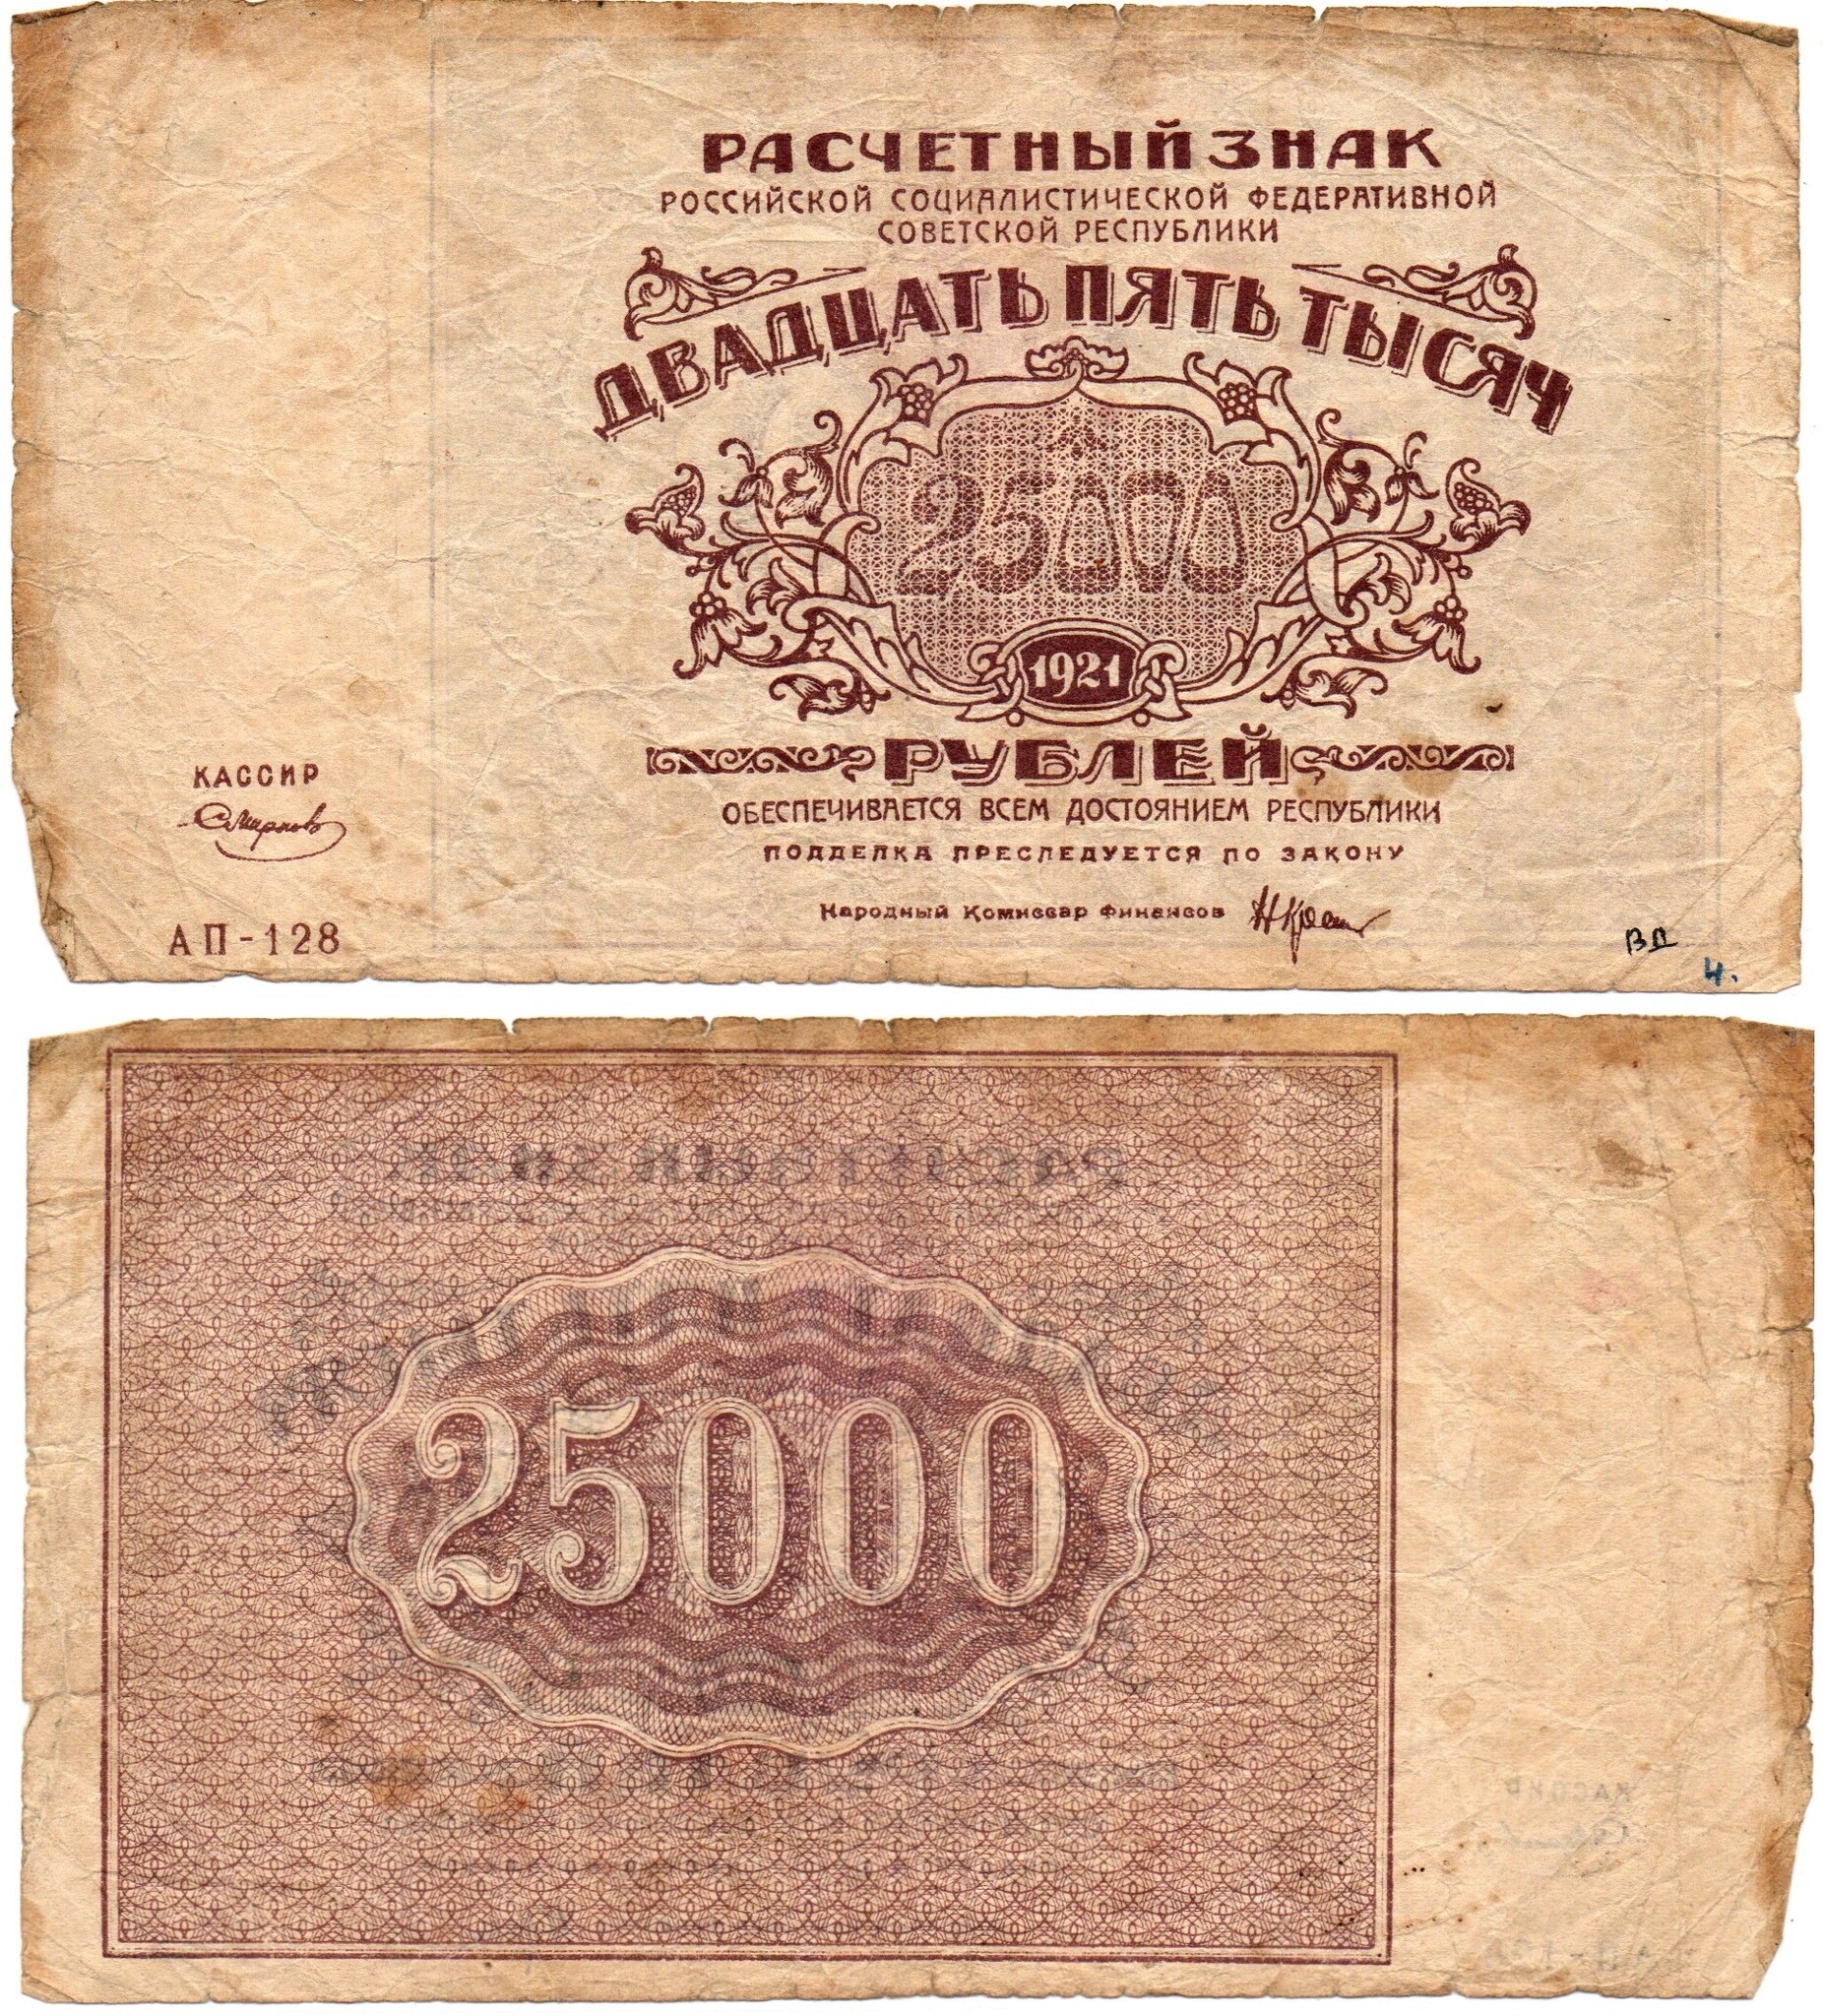 РАСЧЕТНЫЙ ЗНАК
РОССИЙСКОЙ СОЦИАЛИСТИЧЕСКОЙ ФЕДЕРАТИВНОЙ
СОВЕТСКОЙ РЕСПУБЛИКИ
ДВАДЦАТЬ ПЯТЬ ТЫСЯЧ
25000
1921
РУБЛЕЙ
ОБЕСПЕЧИВАЕТСЯ ВСЕМ ДОСТОЯНИЕМ РЕСПУБЛИКИ
ПОДДЕЛКА ПРЕСЛЕДУЕТСЯ ПО ЗАКОНУ
Народный Комиссар Финансов
КАССИР
Смирнов
АП-128
25000